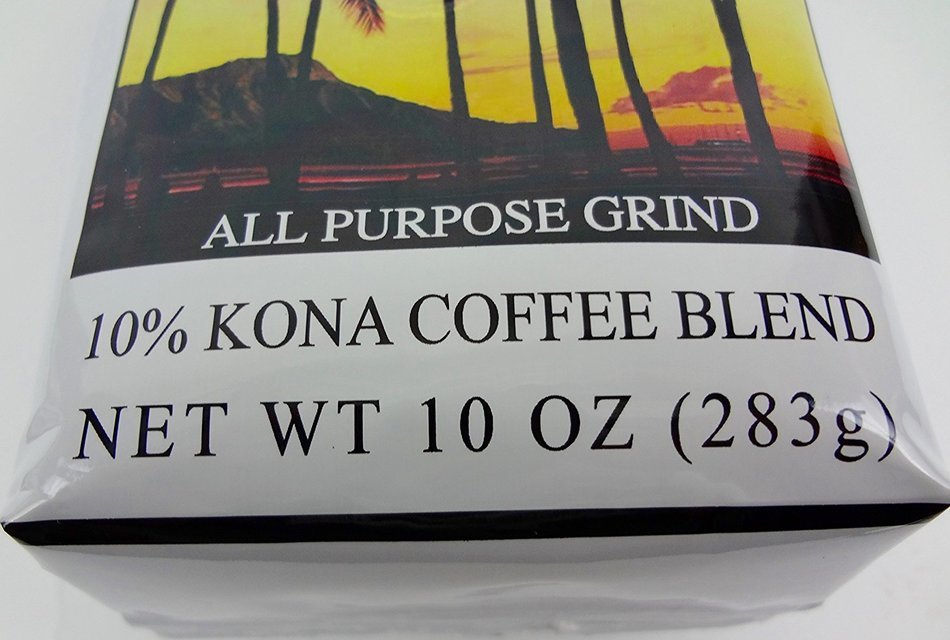 ALL PURPOSE GRIND
10% KONA COFFEE BLEND
NET WT 10 OZ (283g)